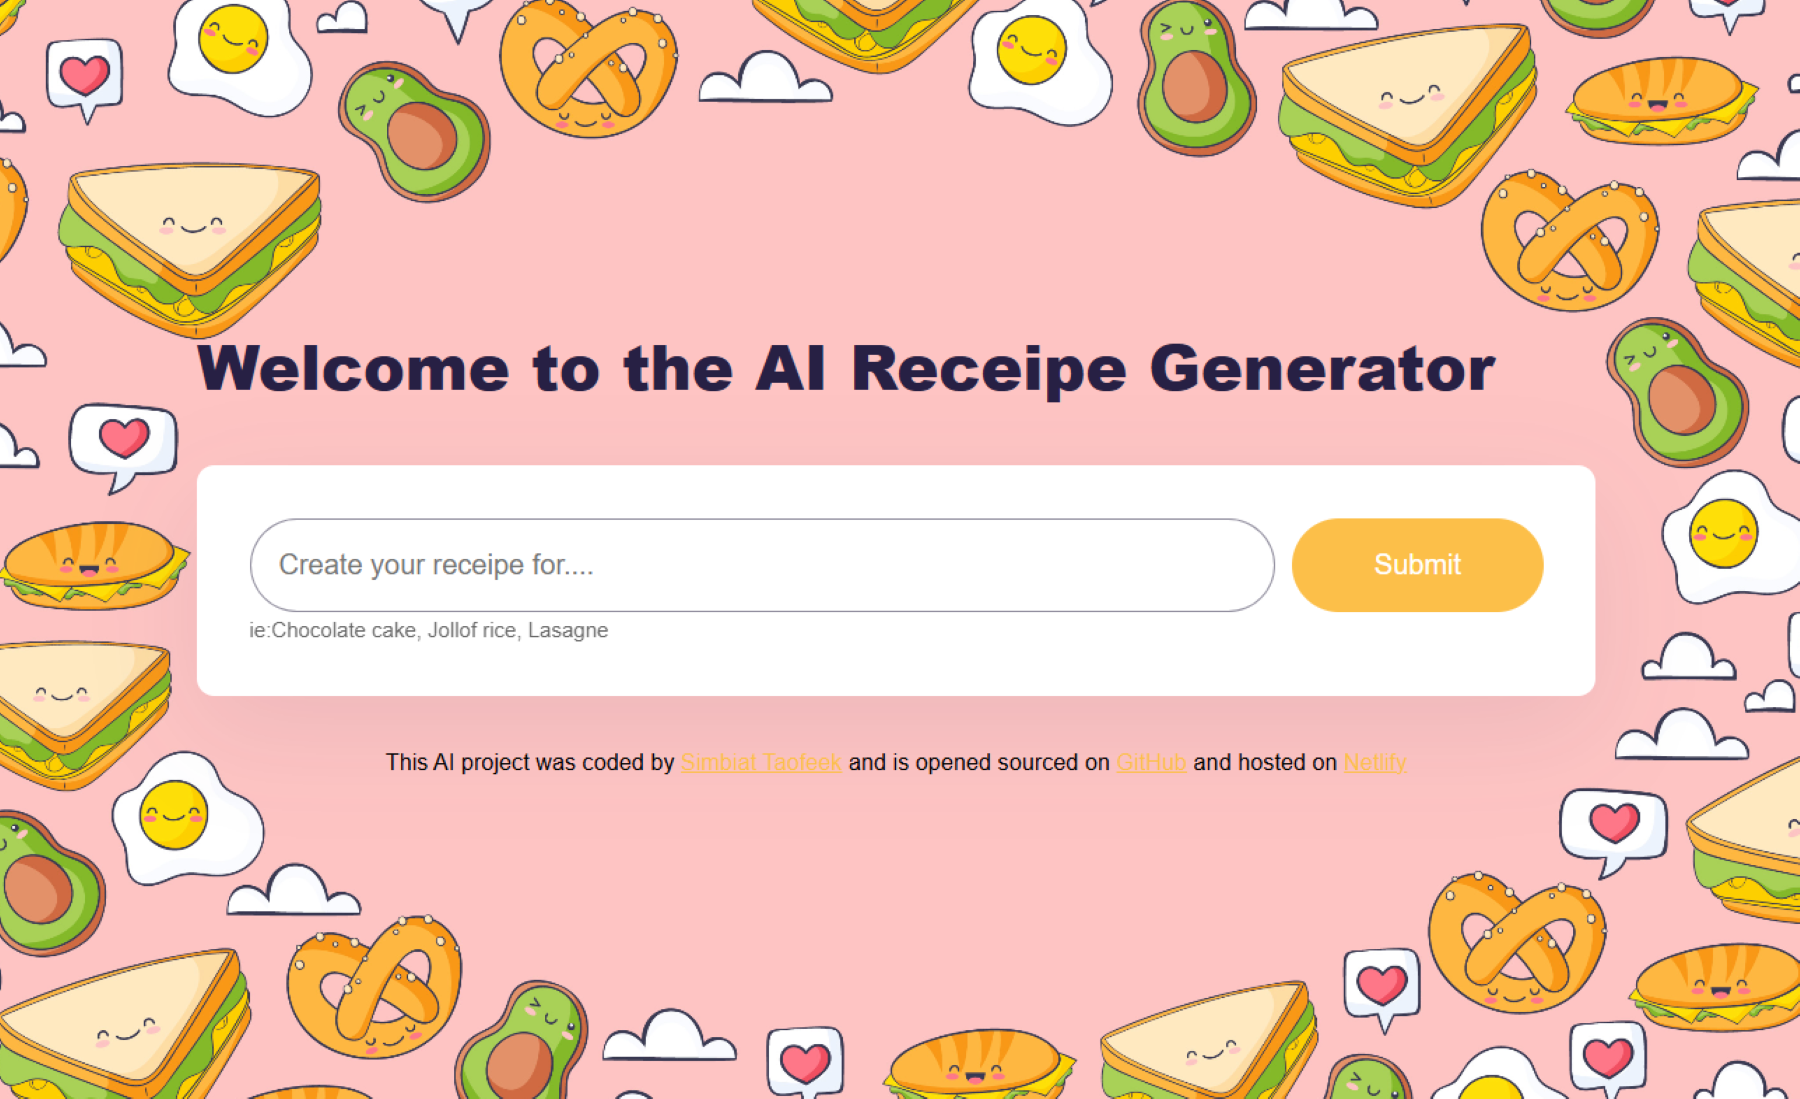 Welcome to the AI Receipe Generator
Create your receipe for....
Submit
ie:Chocolate cake, Jollof rice, Lasagne
This AI project was coded by Simbiat Taofeek and is opened sourced on GitHub and hosted on Netlify